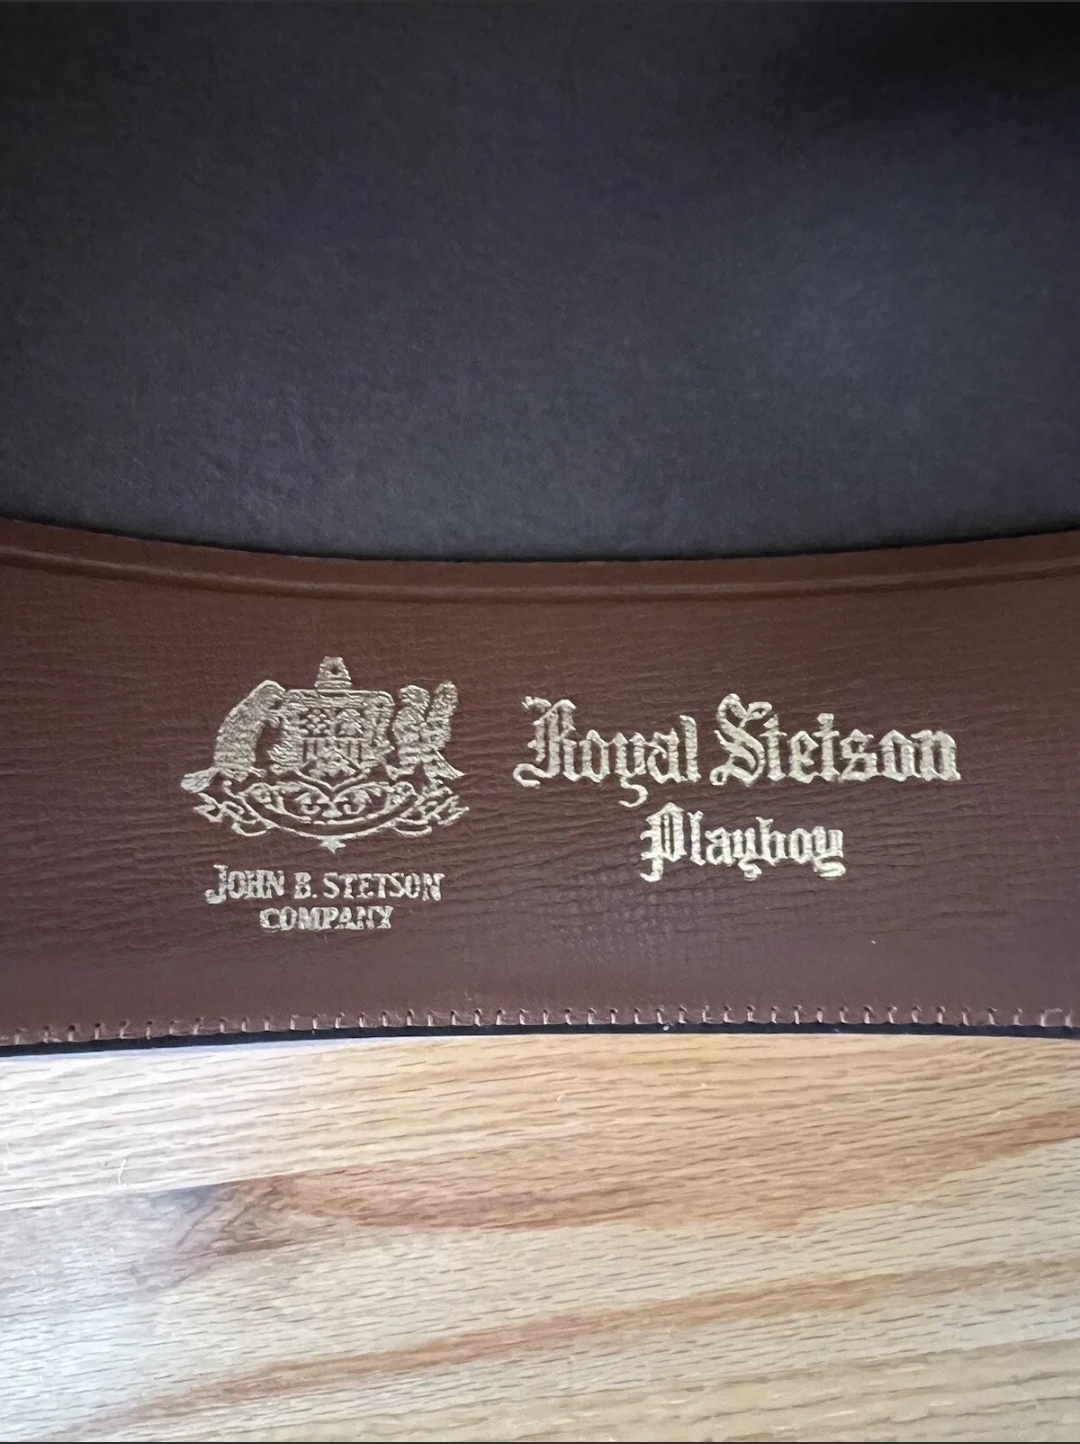 JOHN B. STETSON
COMPANY
Royal Stetson
Playboy